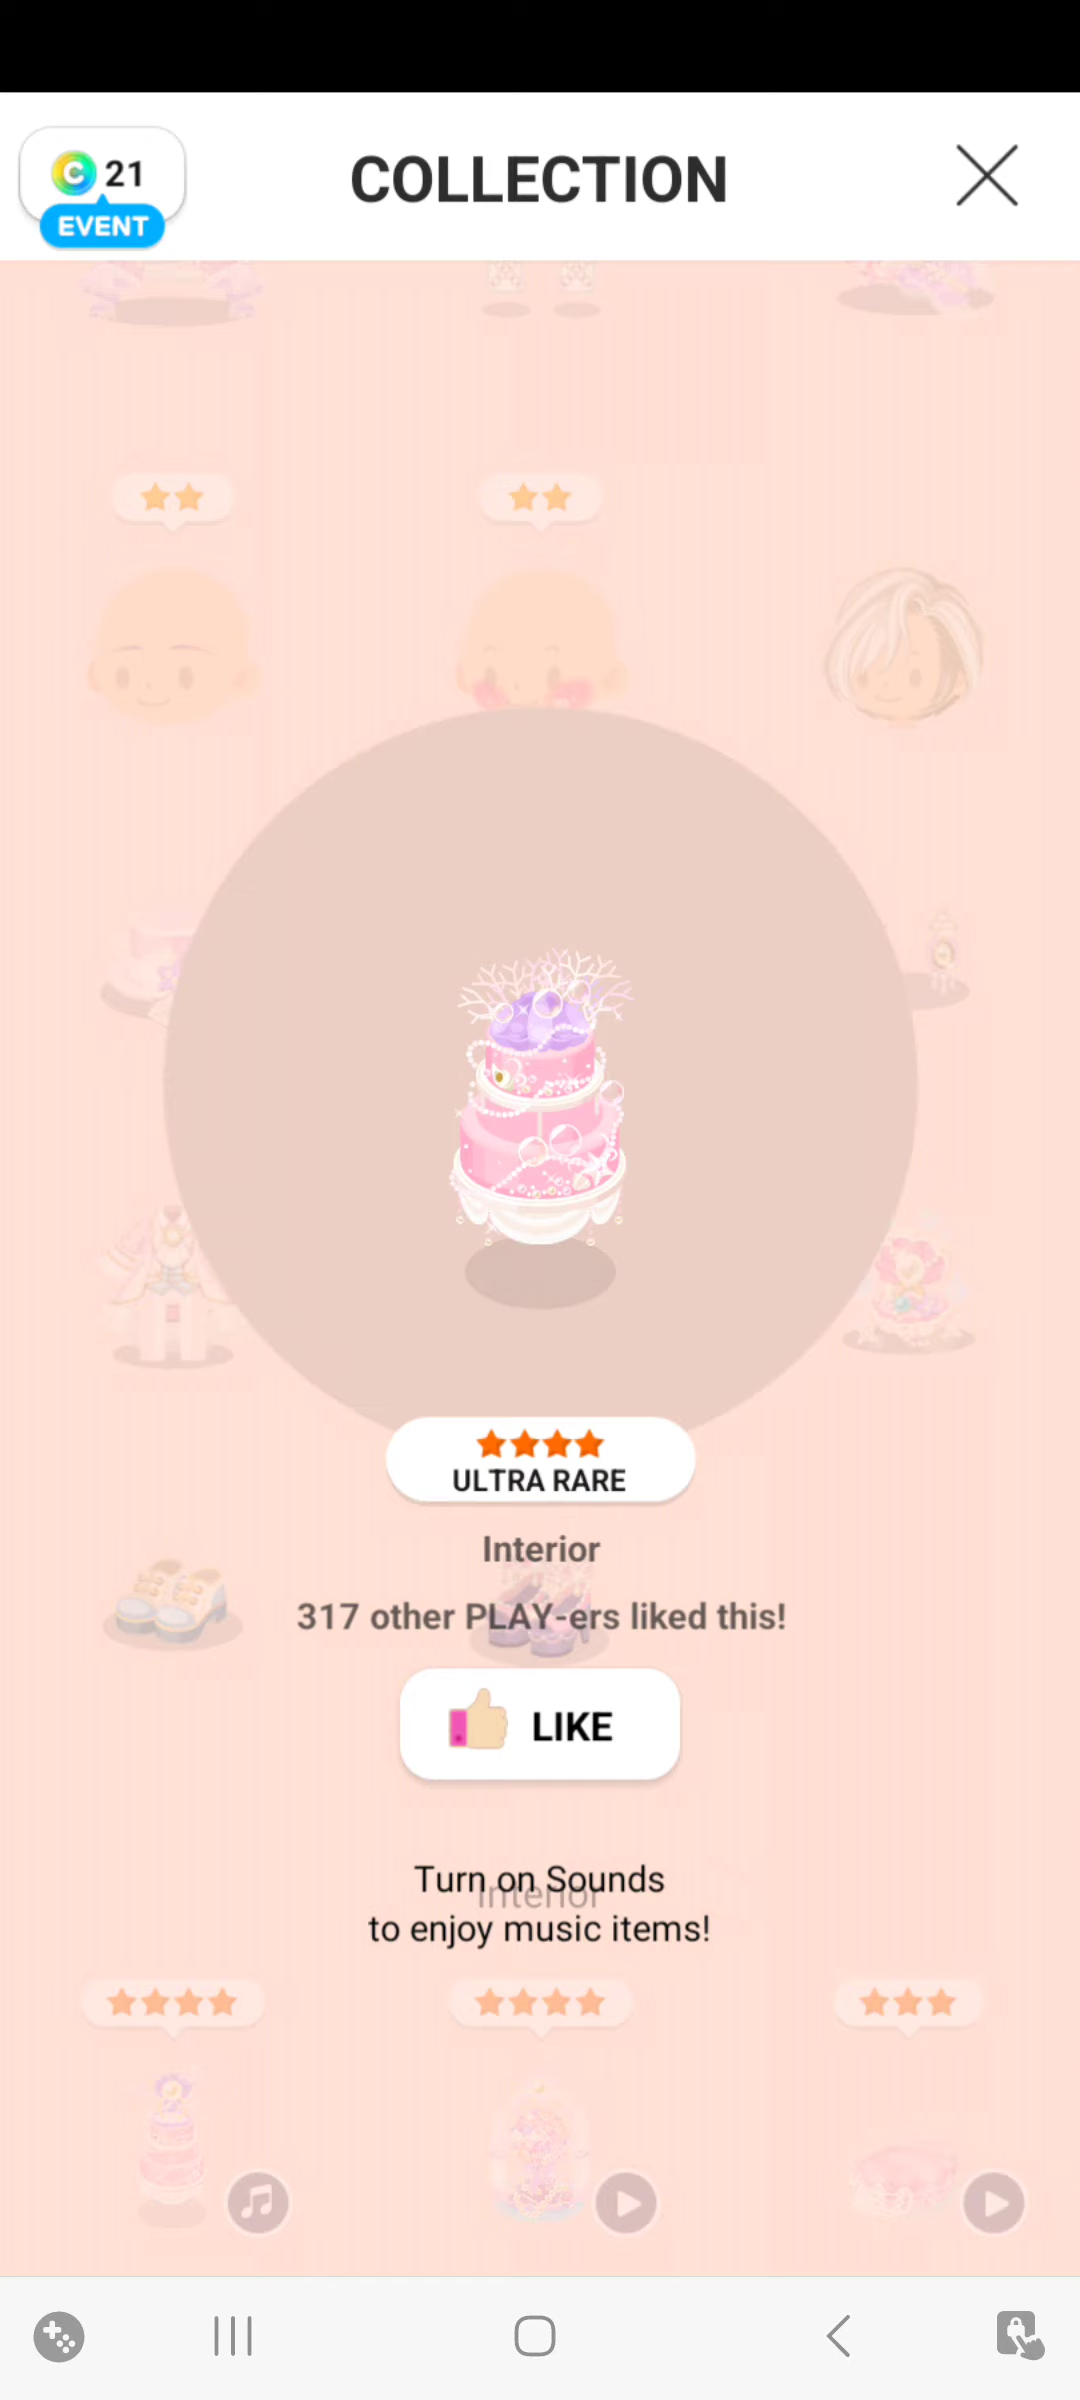 21
EVENT
COLLECTION
ULTRA RARE
Interior
317 other PLAY-ers liked this!
LIKE
Turn on Sounds
Interior
to enjoy music items!